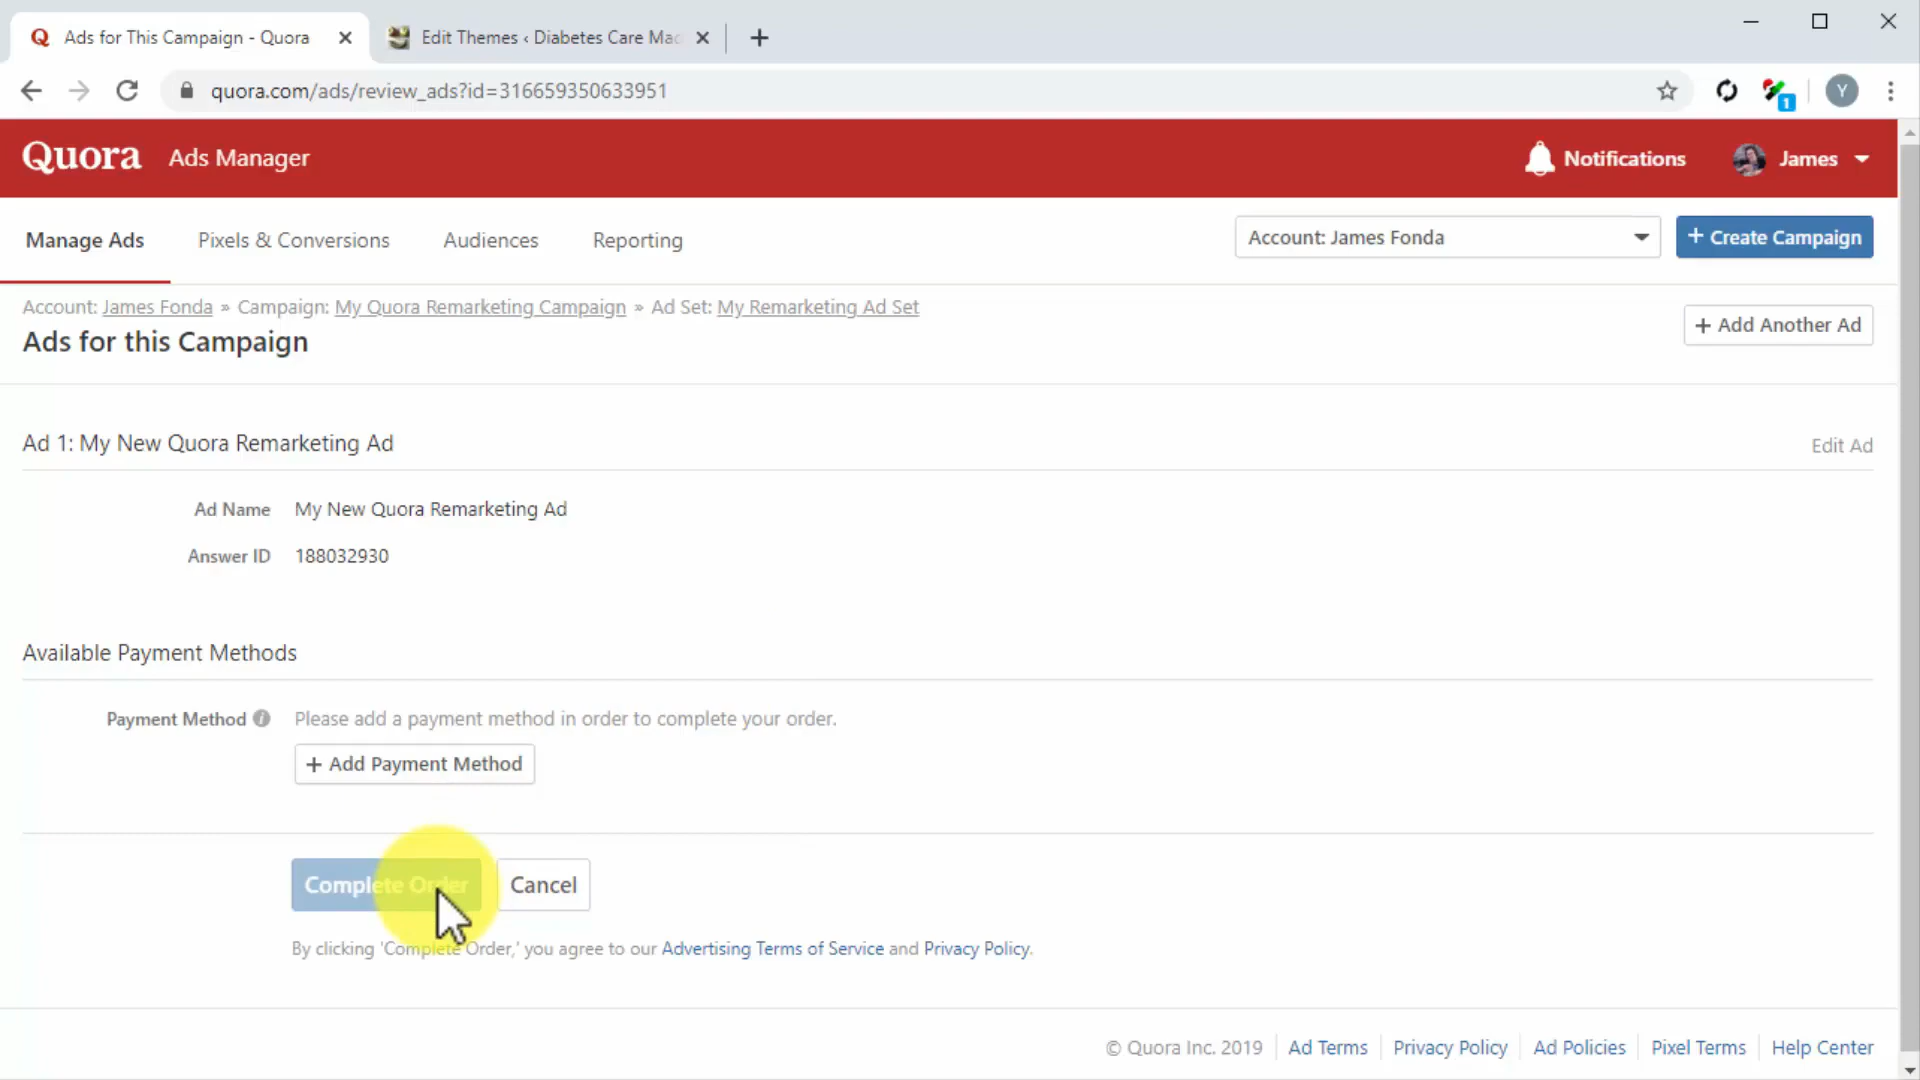 Ads for This Campaign - Quora
Edit Themes ‹ Diabetes Care Mac
quora.com/ads/review_ads?id=316659350633951
1
Y
Quora Ads Manager
Notifications
James
Manage Ads
Pixels & Conversions
Audiences
Reporting
Account: James Fonda
+ Create Campaign
Account: James Fonda » Campaign: My Quora Remarketing Campaign » Ad Set: My Remarketing Ad Set
Ads for this Campaign
+ Add Another Ad
Ad 1: My New Quora Remarketing Ad
Edit Ad
Ad Name My New Quora Remarketing Ad
Answer ID 188032930
Available Payment Methods
Payment Method Please add a payment method in order to complete your order.
+ Add Payment Method
Complete Order
Cancel
By clicking 'Complete Order,' you agree to our Advertising Terms of Service and Privacy Policy.
© Quora Inc. 2019
Ad Terms
Privacy Policy
Ad Policies
Pixel Terms
Help Center